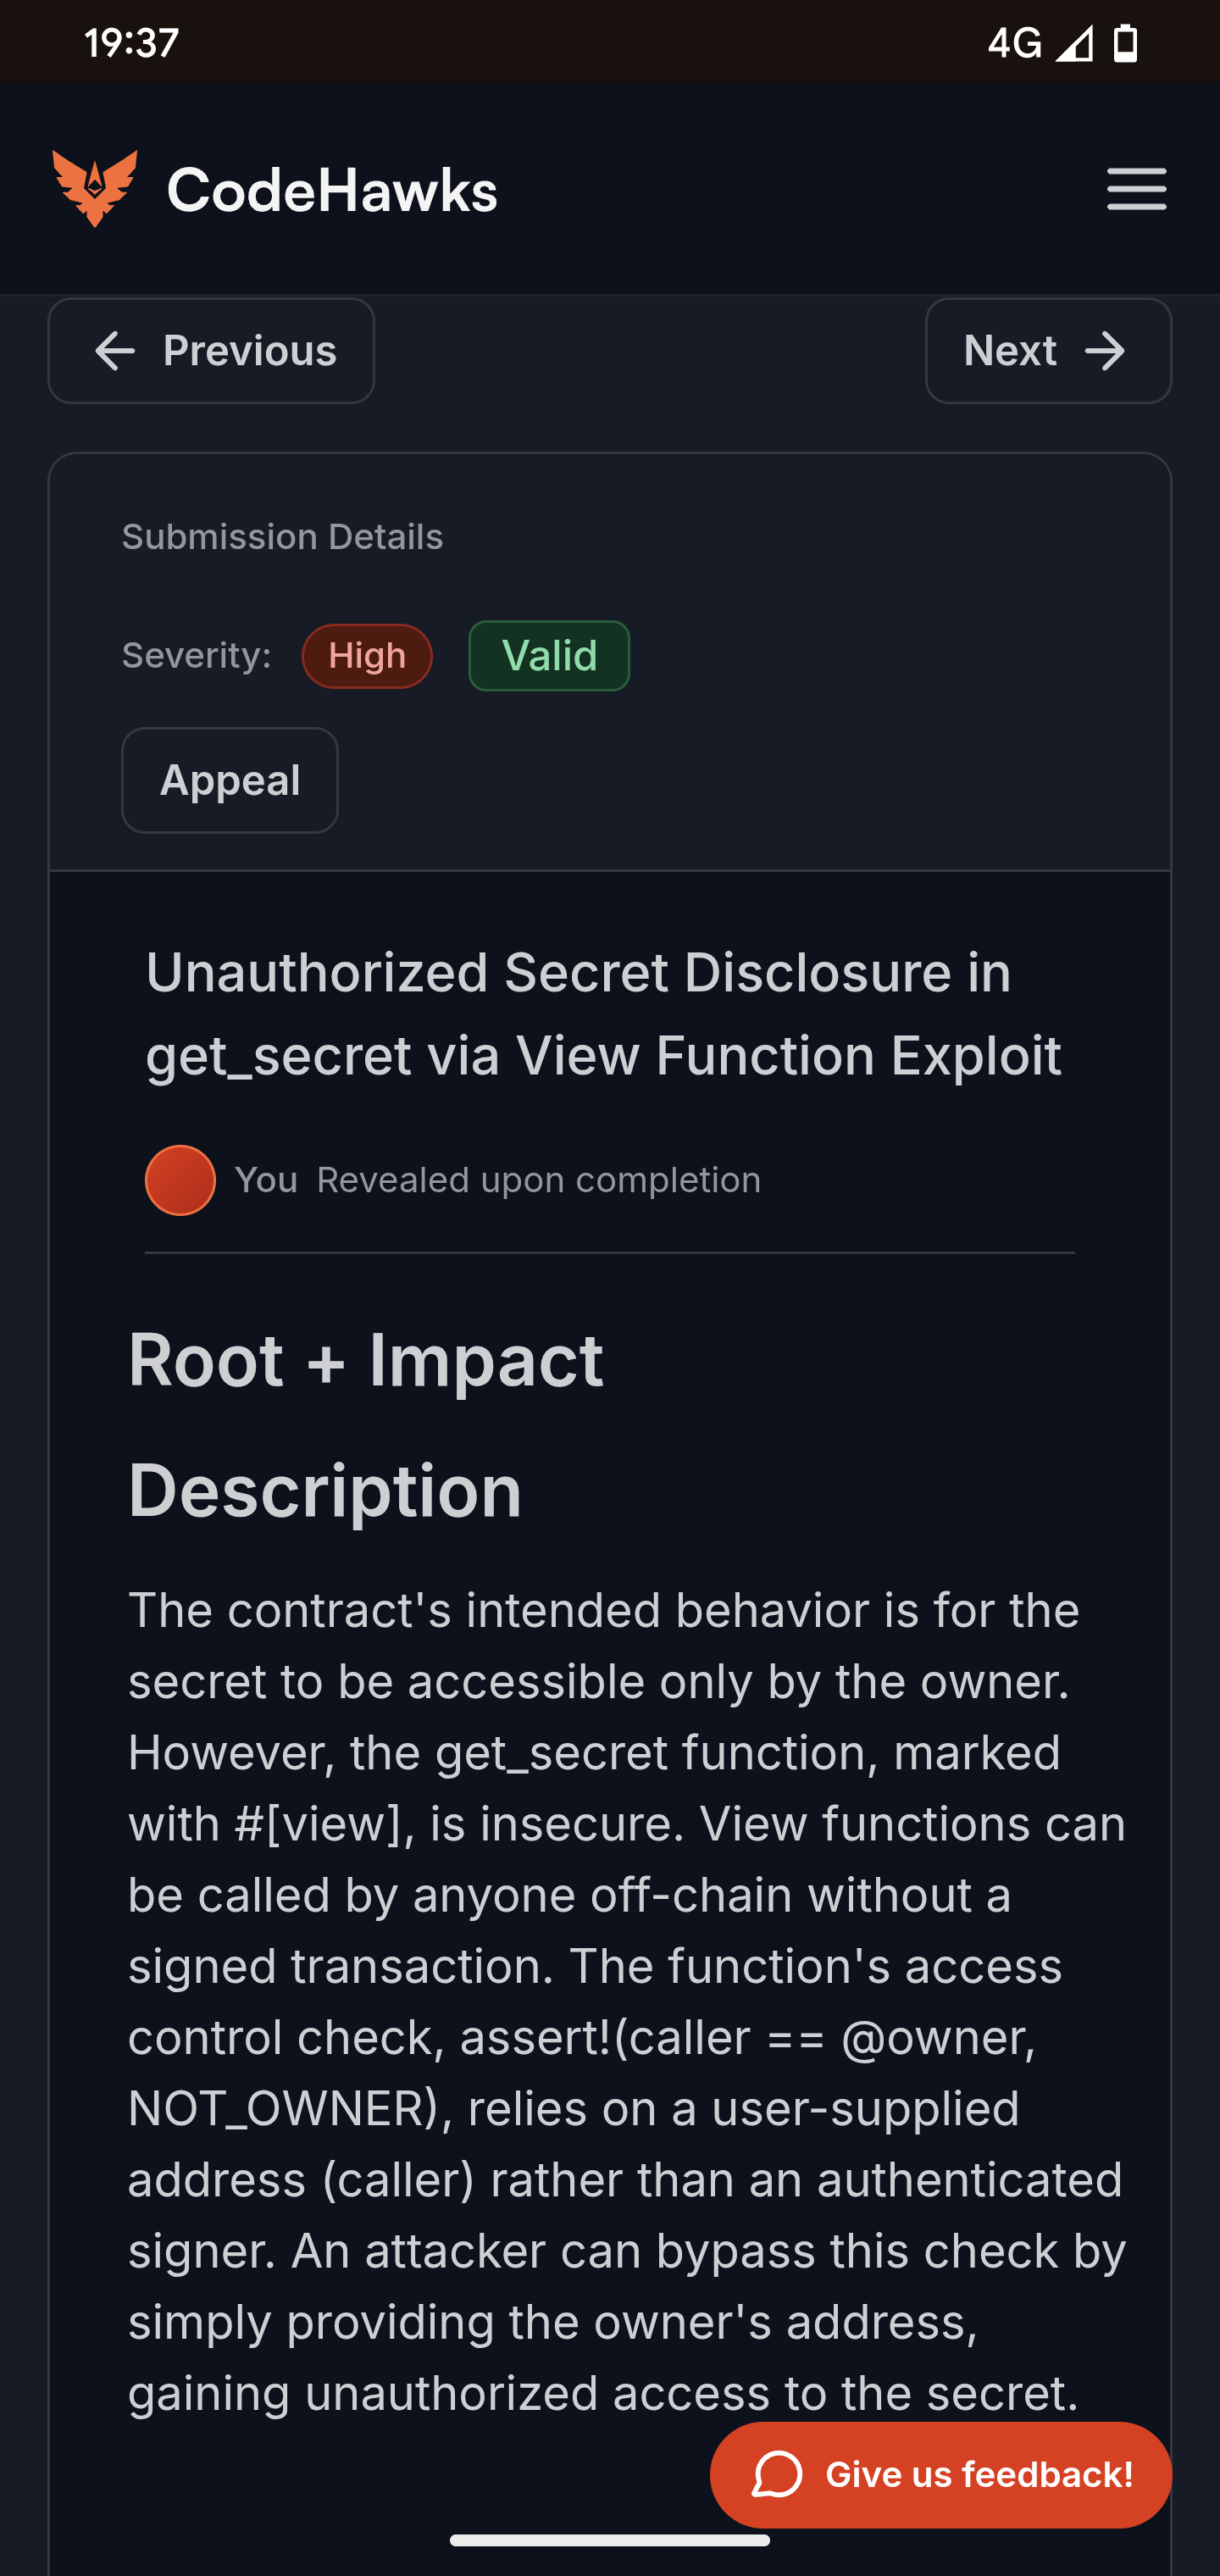 19:37
4G
CodeHawks
Previous
Next
Submission Details
Severity: High Valid
Appeal
Unauthorized Secret Disclosure in
get_secret via View Function Exploit
You Revealed upon completion
Root + Impact
Description
The contract's intended behavior is for the
secret to be accessible only by the owner.
However, the get_secret function, marked
with #[view], is insecure. View functions can
be called by anyone off-chain without a
signed transaction. The function's access
control check, assert!(caller == @owner,
NOT_OWNER), relies on a user-supplied
address (caller) rather than an authenticated
signer. An attacker can bypass this check by
simply providing the owner's address,
gaining unauthorized access to the secret.
Give us feedback!